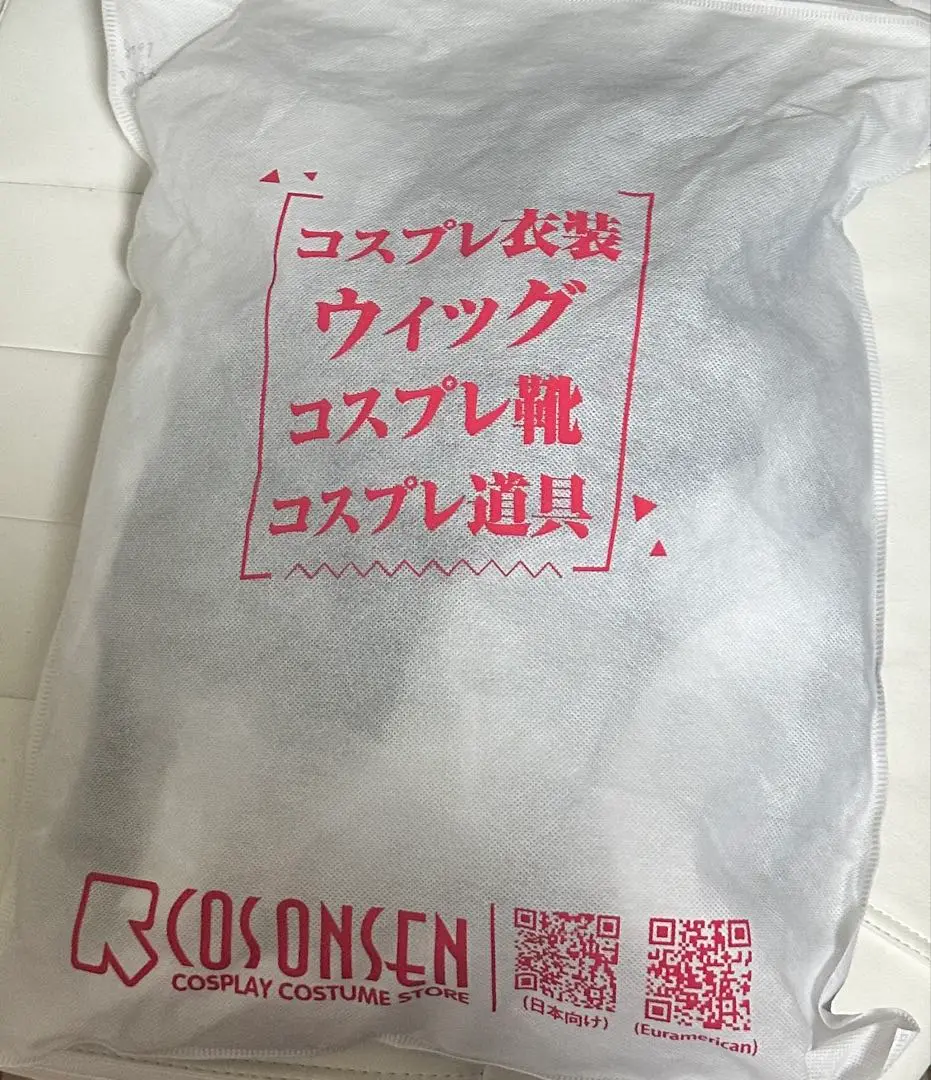 コスプレ衣装
ウィッグ
コスプレ靴
コスプレ道具
COSONSEN
COSPLAY COSTUME STORE
(日本向け)
(Euramerican)